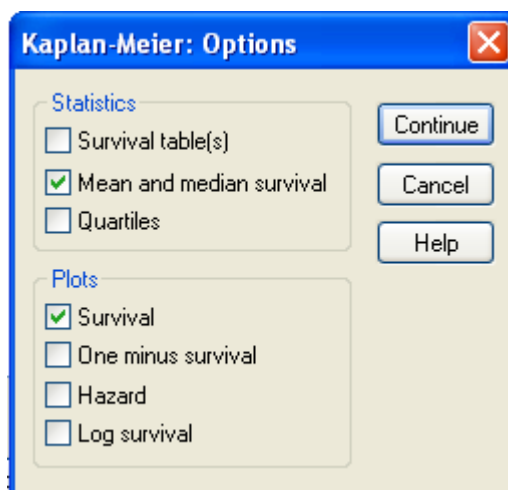 Kaplan-Meier: Options
Statistics
Survival table(s)
Mean and median survival
Quartiles
Continue
Cancel
Help
Plots
Survival
One minus survival
Hazard
Log survival